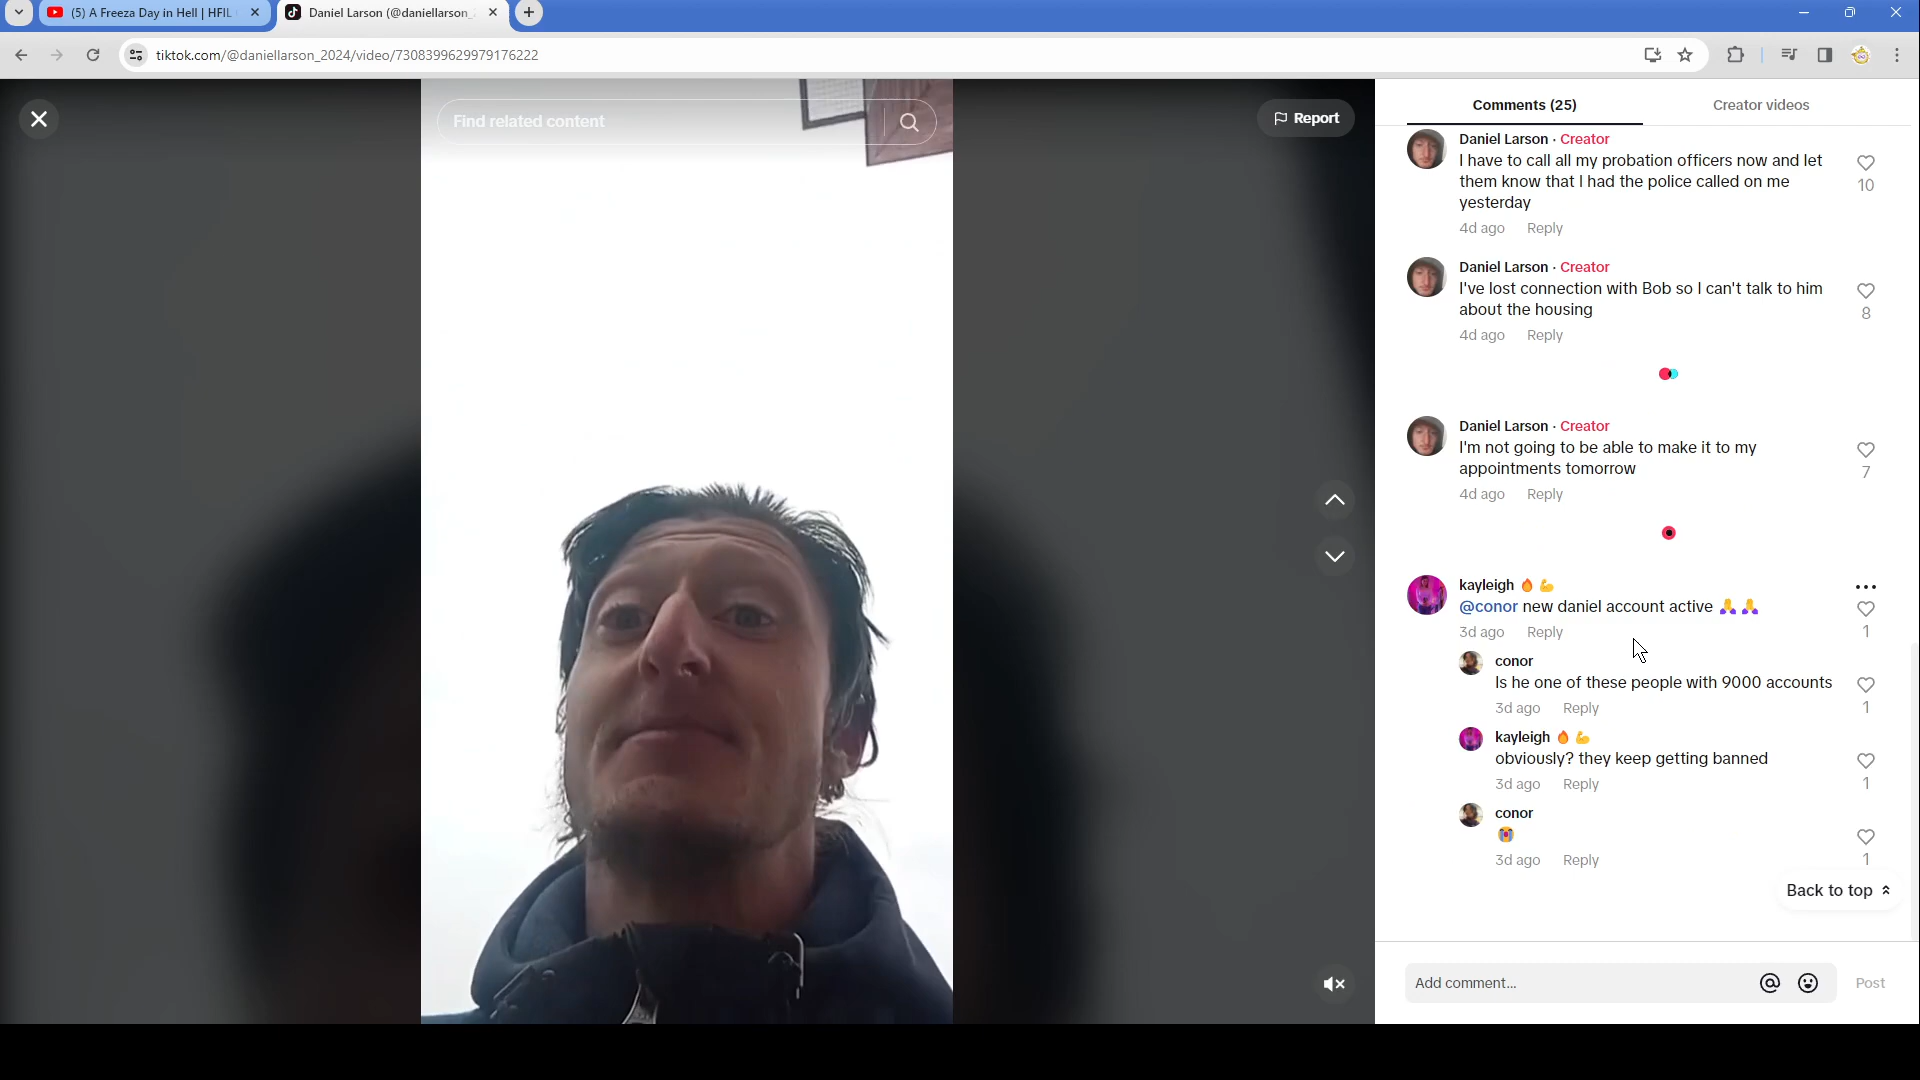 (5) A Freeza Day in Hell | HFIL
Daniel Larson (@daniellarson_
tiktok.com/@daniellarson_2024/video/7308399629979176222
Find related content
Report
Comments (25)
Creator videos
Daniel Larson · Creator
I have to call all my probation officers now and let
them know that I had the police called on me
yesterday
10
4d ago Reply
Daniel Larson · Creator
I've lost connection with Bob so I can't talk to him
about the housing
8
4d ago Reply
Daniel Larson · Creator
I'm not going to be able to make it to my
appointments tomorrow
7
4d ago Reply
kayleigh 🔥 💪
@conor new daniel account active 🙏 🙏
3d ago Reply
1
conor
Is he one of these people with 9000 accounts
3d ago Reply
1
kayleigh 🔥 💪
obviously? they keep getting banned
3d ago Reply
1
conor
😭
3d ago Reply
1
Back to top
Add comment...
Post